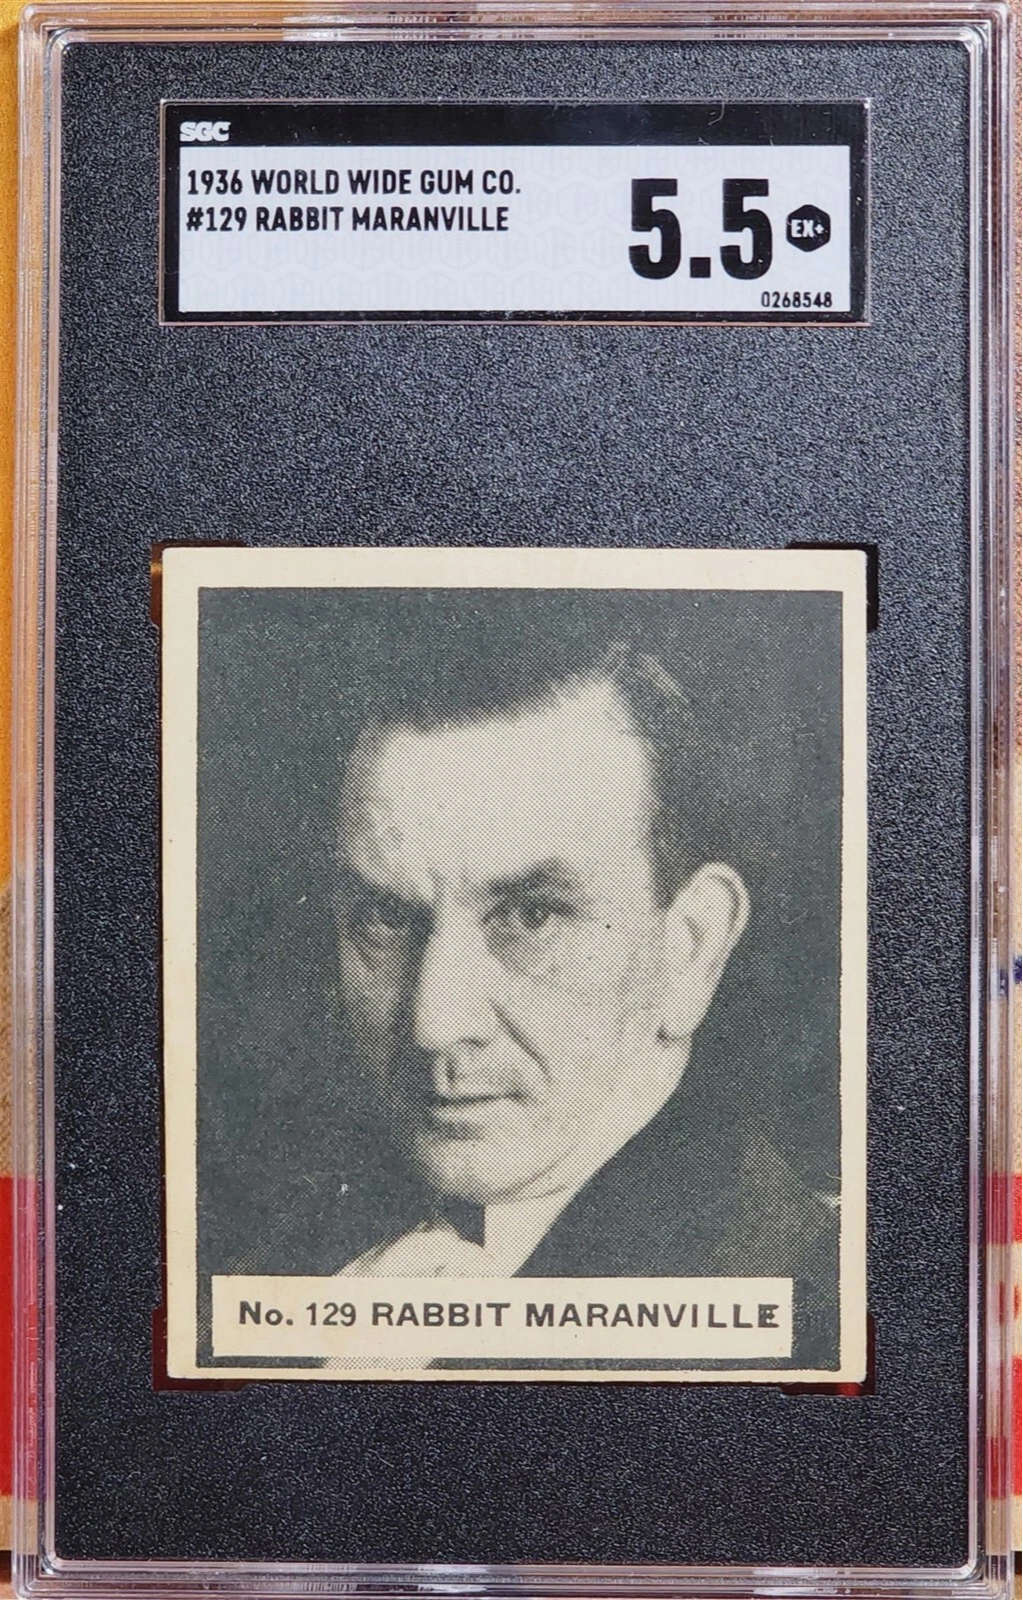 SGC
1936 WORLD WIDE GUM CO.
#129 RABBIT MARANVILLE
5.5
EX+
0268548
No. 129 RABBIT MARANVILLE